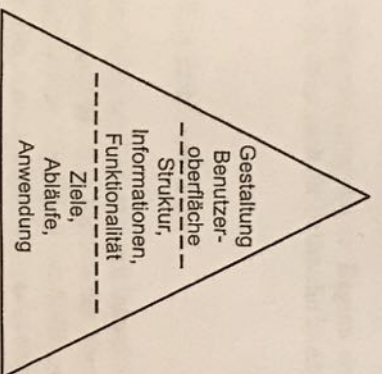 Gestaltung
Benutzer-
oberfläche
Struktur,
Informationen,
Funktionalität
Ziele,
Abläufe,
Anwendung